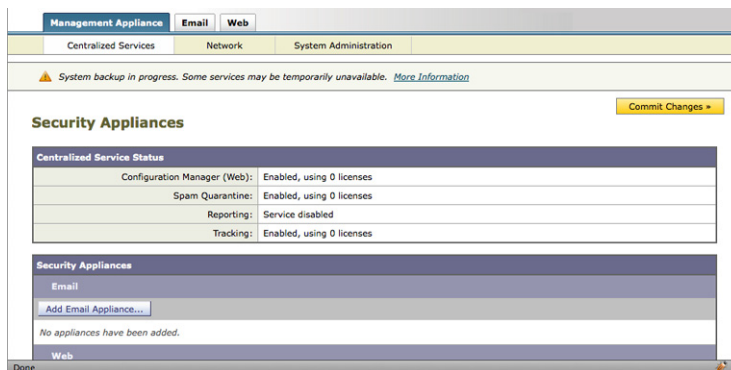 Management Appliance Email Web
Centralized Services Network System Administration
System backup in progress. Some services may be temporarily unavailable. More Information
Commit Changes »
Security Appliances
Centralized Service Status
Configuration Manager (Web): Enabled, using 0 licenses
Spam Quarantine: Enabled, using 0 licenses
Reporting: Service disabled
Tracking: Enabled, using 0 licenses
Security Appliances
Email
Add Email Appliance...
No appliances have been added.
Web
Done